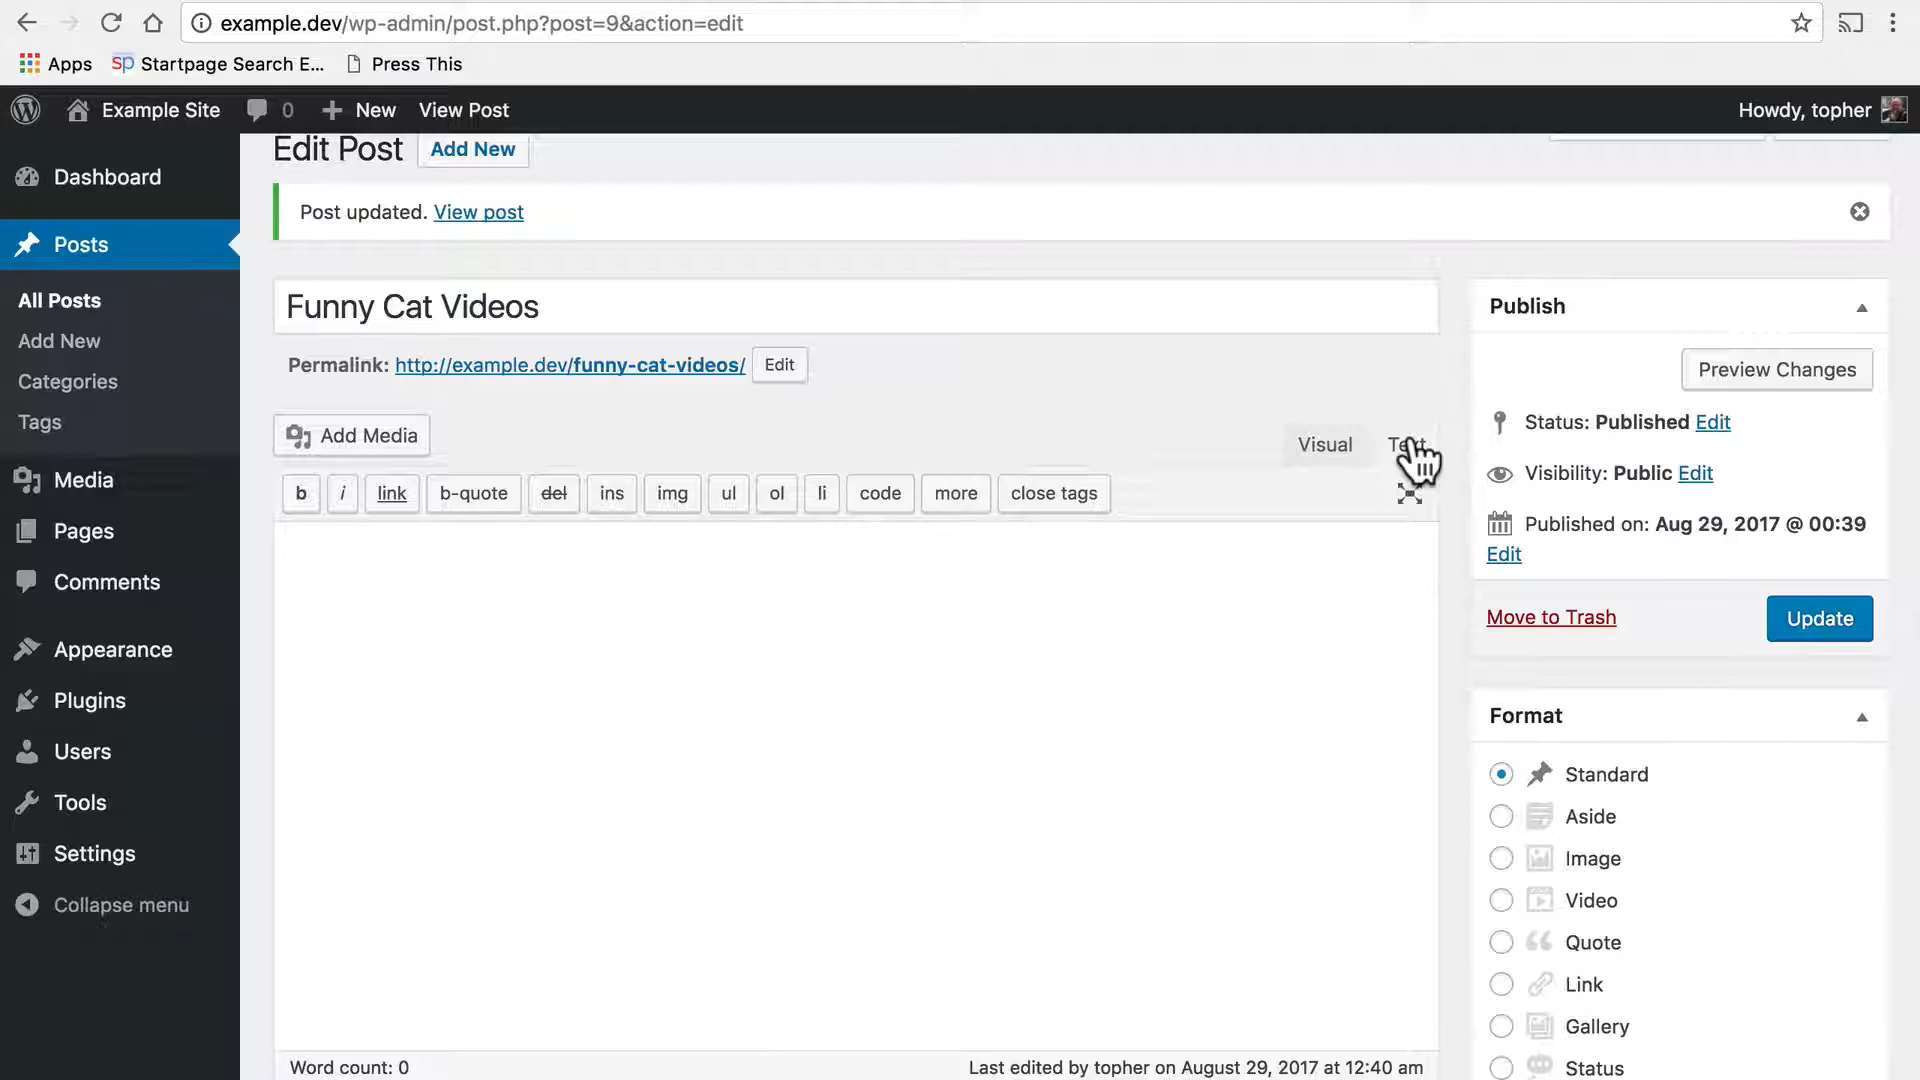 example.dev/wp-admin/post.php?post=9&action=edit
Apps Startpage Search E... Press This
Example Site 0 New View Post Howdy, topher
Dashboard
Posts
All Posts
Add New
Categories
Tags
Media
Pages
Comments
Appearance
Plugins
Users
Tools
Settings
Collapse menu
Edit Post Add New
Post updated. View post
Funny Cat Videos
Permalink: http://example.dev/funny-cat-videos/ Edit
Add Media
Visual Text
b i link b-quote del ins img ul ol li code more close tags
Word count: 0
Last edited by topher on August 29, 2017 at 12:40 am
Publish
Preview Changes
Status: Published Edit
Visibility: Public Edit
Published on: Aug 29, 2017 @ 00:39
Edit
Move to Trash
Update
Format
Standard
Aside
Image
Video
Quote
Link
Gallery
Status